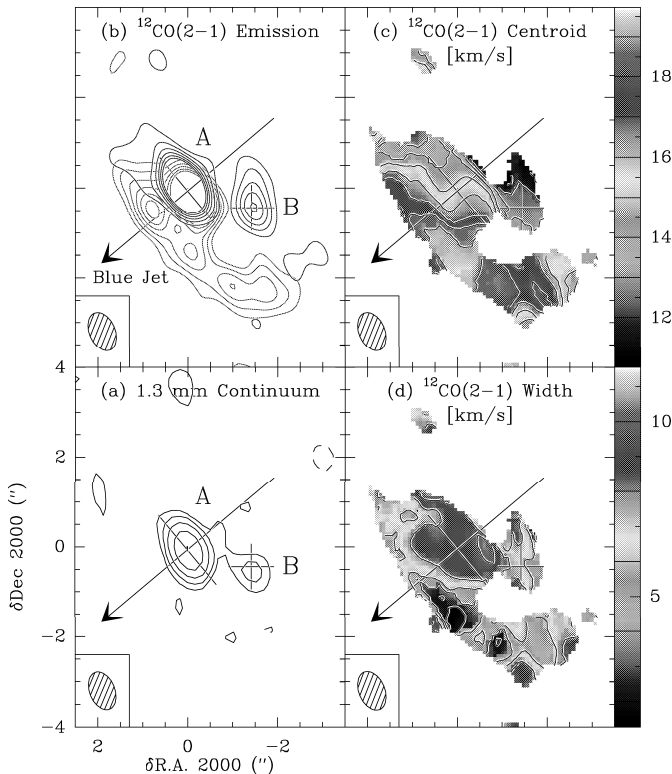 (b) ¹²CO(2-1) Emission
(c) ¹²CO(2-1) Centroid
[km/s]
A
B
Blue Jet
18
16
14
12
(a) 1.3 mm Continuum
(d) ¹²CO(2-1) Width
[km/s]
A
B
10
5
4
2
0
−2
−4
δDec 2000 (")
2 0 −2
δR.A. 2000 (")